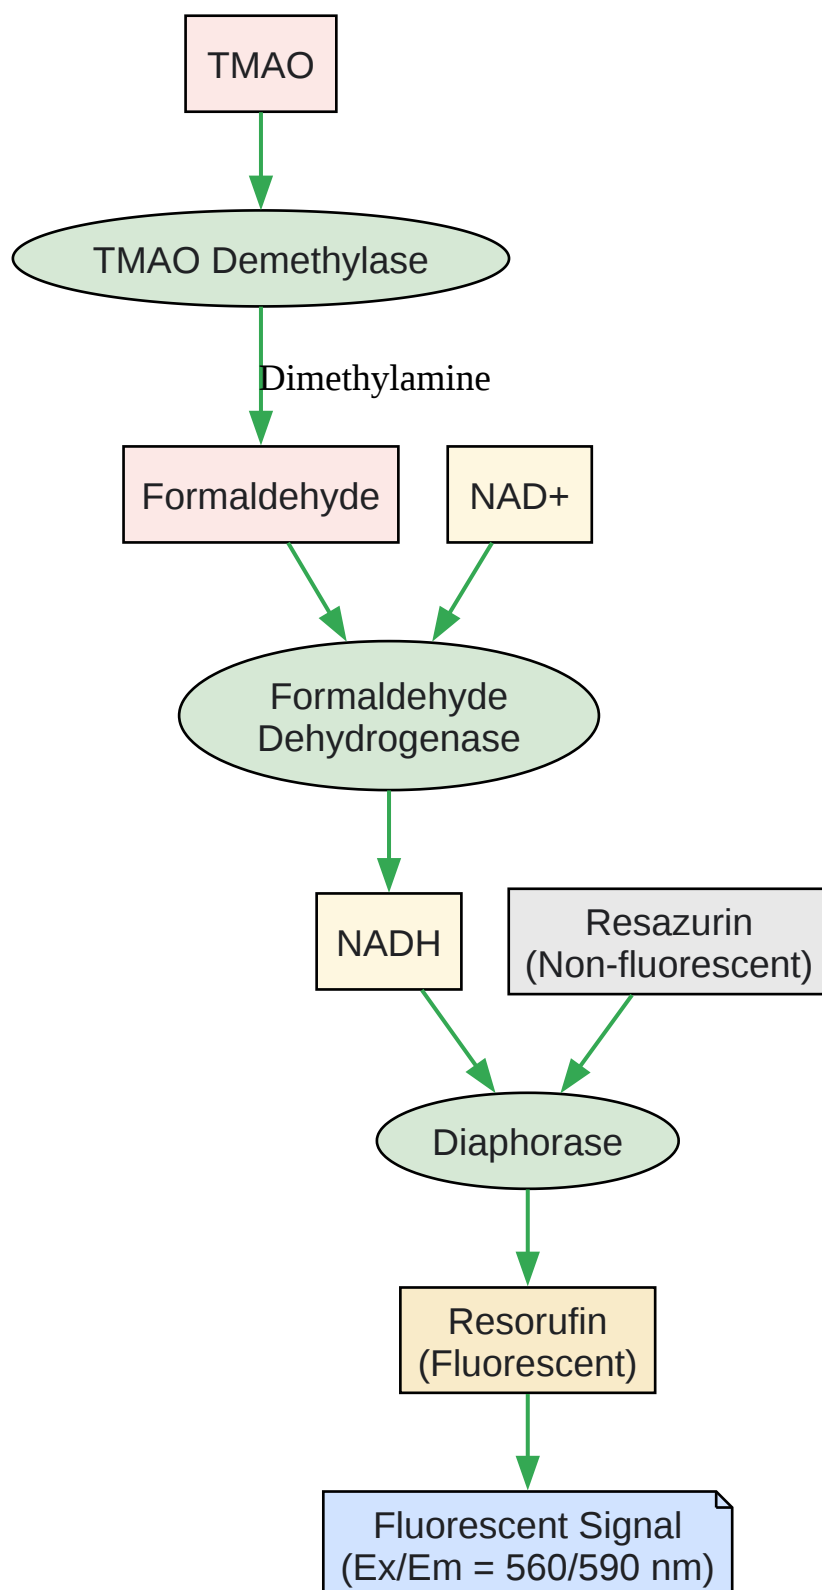 TMAO
TMAO Demethylase
Dimethylamine
Formaldehyde
NAD+
Formaldehyde
Dehydrogenase
NADH
Resazurin
(Non-fluorescent)
Diaphorase
Resorufin
(Fluorescent)
Fluorescent Signal
(Ex/Em = 560/590 nm)